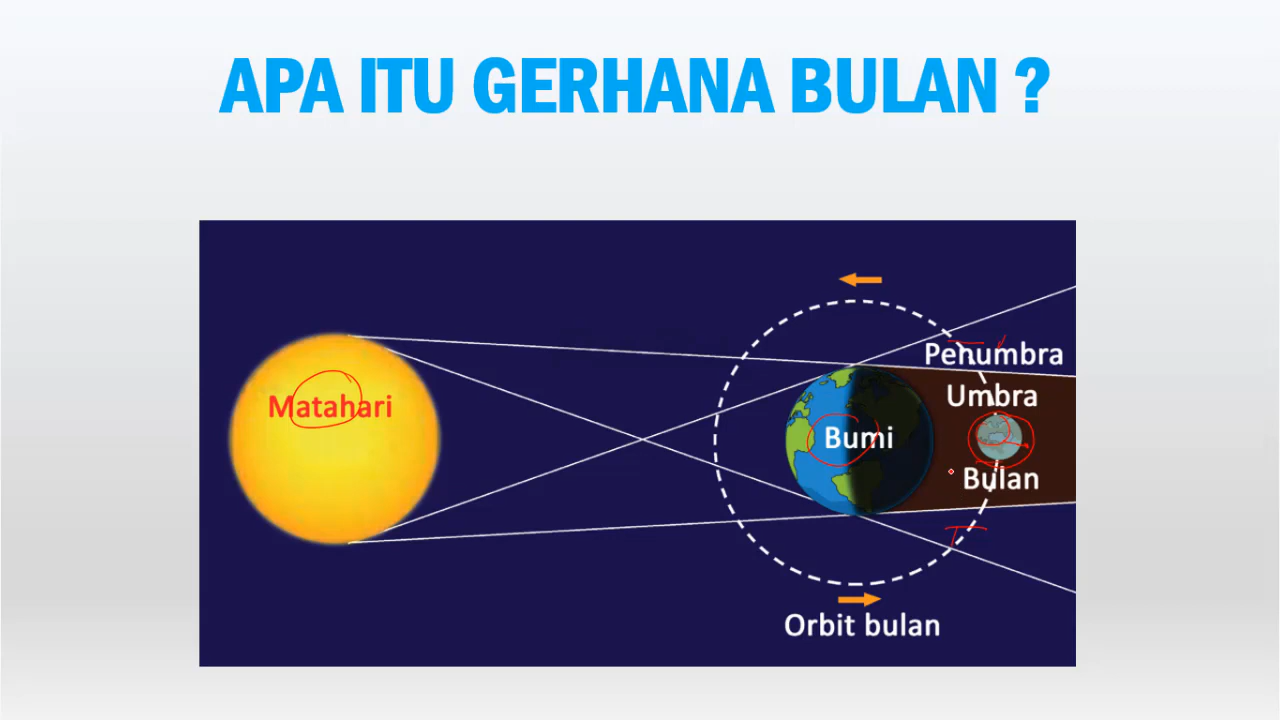 APA ITU GERHANA BULAN ?
Penumbra
Umbra
Matahari
Bumi
Bulan
Orbit bulan